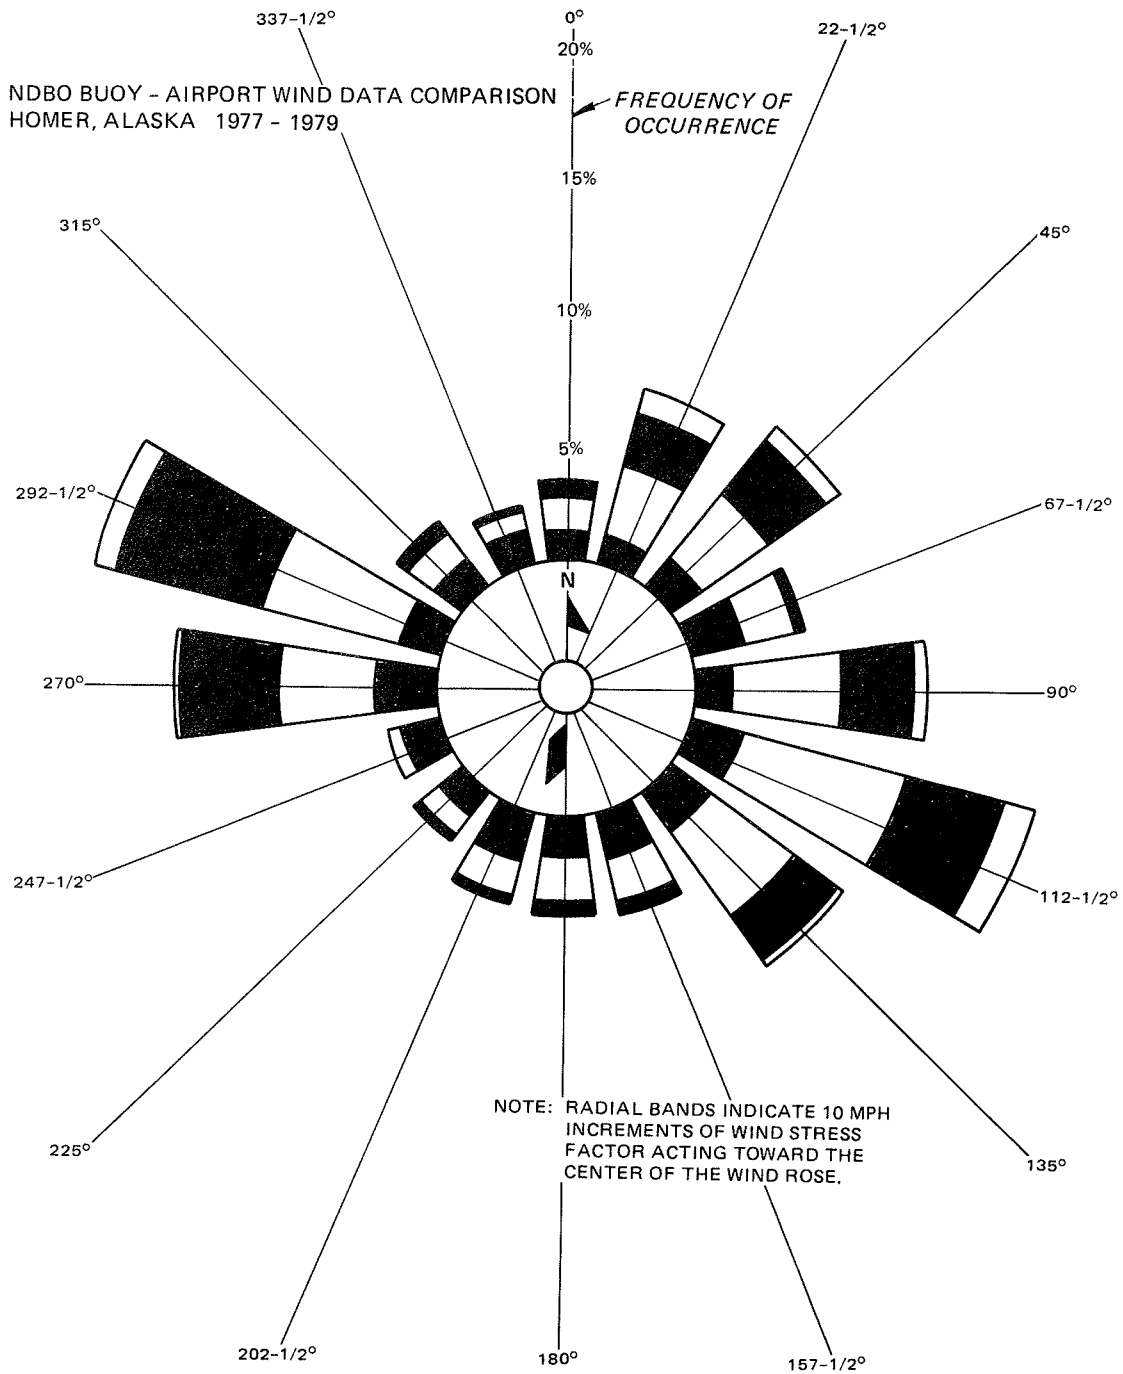 337-1/2°
0°
22-1/2°
20%
NDBO BUOY – AIRPORT WIND DATA COMPARISON
HOMER, ALASKA 1977 – 1979
FREQUENCY OF
OCCURRENCE
15%
315°
45°
10%
5%
292-1/2°
67-1/2°
N
270°
90°
247-1/2°
112-1/2°
NOTE: RADIAL BANDS INDICATE 10 MPH
INCREMENTS OF WIND STRESS
FACTOR ACTING TOWARD THE
CENTER OF THE WIND ROSE.
225°
135°
202-1/2°
180°
157-1/2°